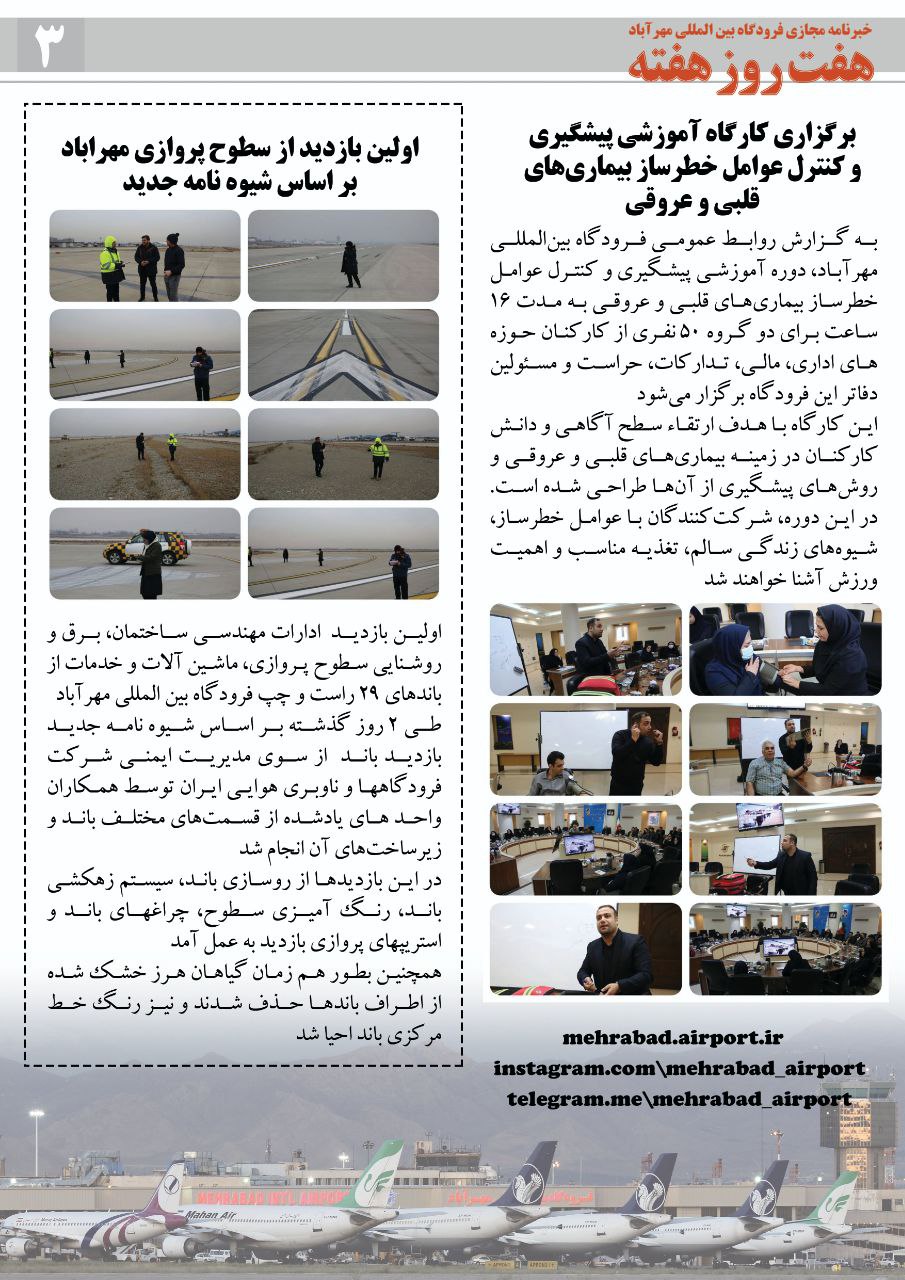 خبرنامه مجازی فرودگاه بین المللی مهرآباد
هفت روز هفته
۳
برگزاری کارگاه آموزشی پیشگیری
و کنترل عوامل خطرساز بیماری‌های
قلبی و عروقی
به گزارش روابط عمومی فرودگاه بین‌المللی
مهرآباد، دوره آموزشی پیشگیری و کنترل عوامل
خطرساز بیماری‌های قلبی و عروقی به مدت ۱۶
ساعت برای دو گروه ۵۰ نفری از کارکنان حوزه
های اداری، مالی، تدارکات، حراست و مسئولین
دفاتر این فرودگاه برگزار می‌شود
این کارگاه با هدف ارتقاء سطح آگاهی و دانش
کارکنان در زمینه بیماری‌های قلبی و عروقی و
روش‌های پیشگیری از آن‌ها طراحی شده است.
در این دوره، شرکت‌کنندگان با عوامل خطرساز،
شیوه‌های زندگی سالم، تغذیه مناسب و اهمیت
ورزش آشنا خواهند شد
mehrabad.airport.ir
instagram.com\mehrabad_airport
telegram.me\mehrabad_airport
اولین بازدید از سطوح پروازی مهراباد
بر اساس شیوه نامه جدید
اولین بازدید ادارات مهندسی ساختمان، برق و
روشنایی سطوح پروازی، ماشین آلات و خدمات از
باندهای ۲۹ راست و چپ فرودگاه بین المللی مهرآباد
طی ۲ روز گذشته بر اساس شیوه نامه جدید
بازدید باند از سوی مدیریت ایمنی شرکت
فرودگاهها و ناوبری هوایی ایران توسط همکاران
واحد های یادشده از قسمت‌های مختلف باند و
زیرساخت‌های آن انجام شد
در این بازدیدها از روسازی باند، سیستم زهکشی
باند، رنگ آمیزی سطوح، چراغهای باند و
استریپهای پروازی بازدید به عمل آمد
همچنین بطور هم زمان گیاهان هرز خشک شده
از اطراف باندها حذف شدند و نیز رنگ خط
مرکزی باند احیا شد
MEHRABAD INT'L AIRPORT
فرودگاه مهرآباد
Mahan Air